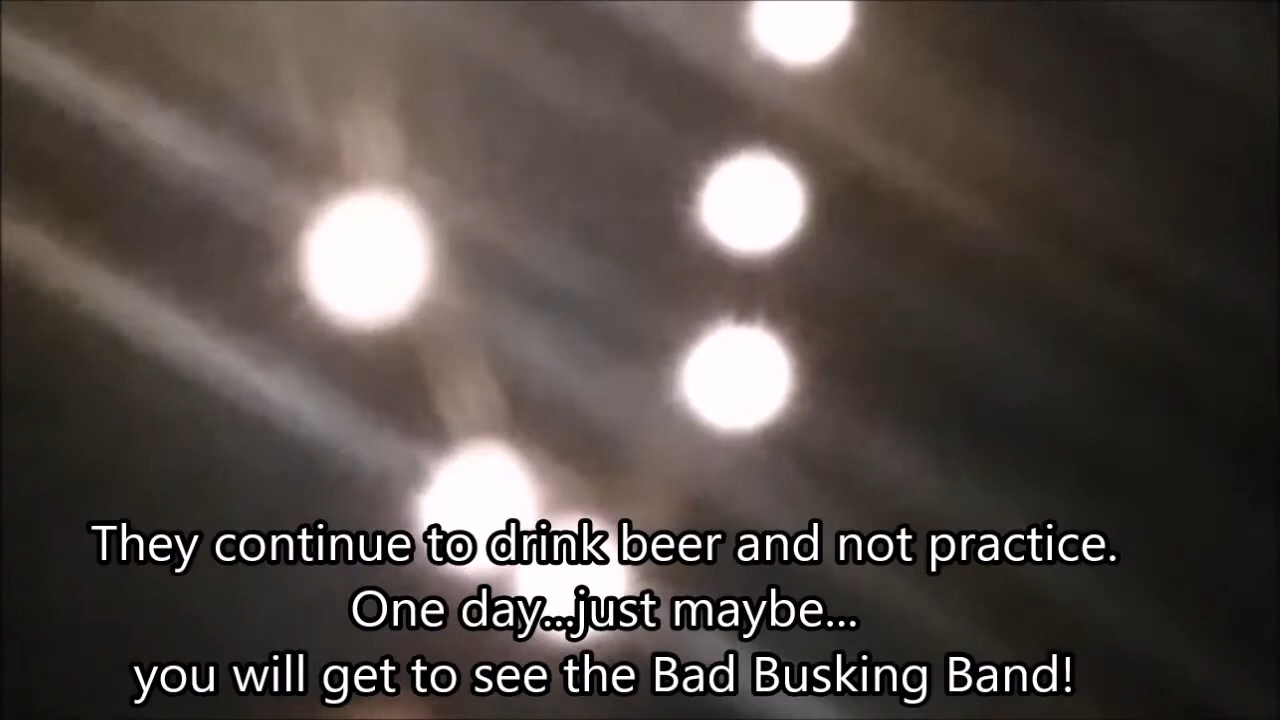 They continue to drink beer and not practice.
One day...just maybe...
you will get to see the Bad Busking Band!